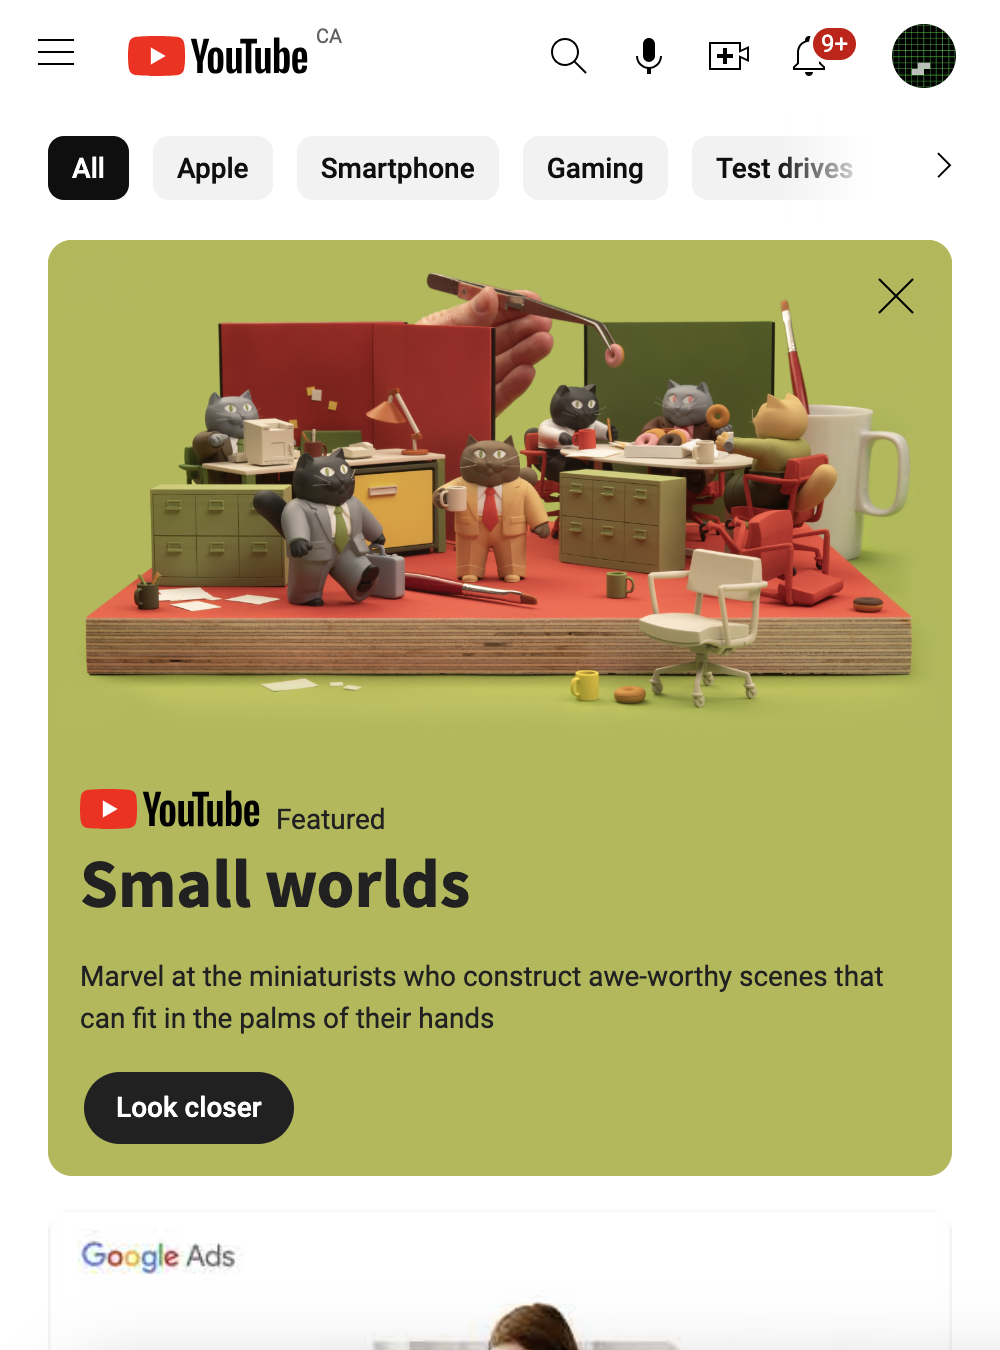 YouTube CA
9+
All
Apple
Smartphone
Gaming
Test drives
YouTube Featured
Small worlds
Marvel at the miniaturists who construct awe-worthy scenes that
can fit in the palms of their hands
Look closer
Google Ads